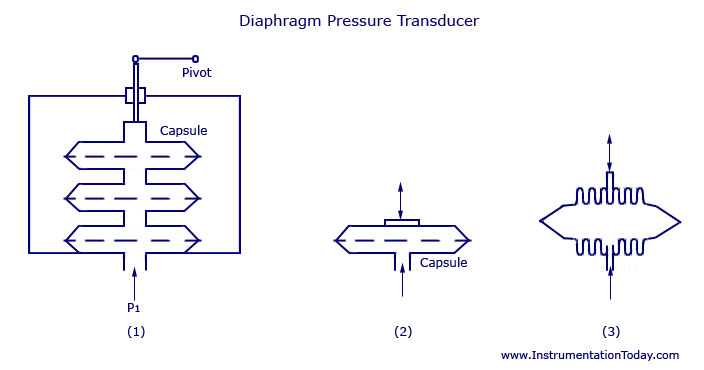 Diaphragm Pressure Transducer
Pivot
Capsule
P1
(1)
Capsule
(2)
(3)
www.InstrumentationToday.com